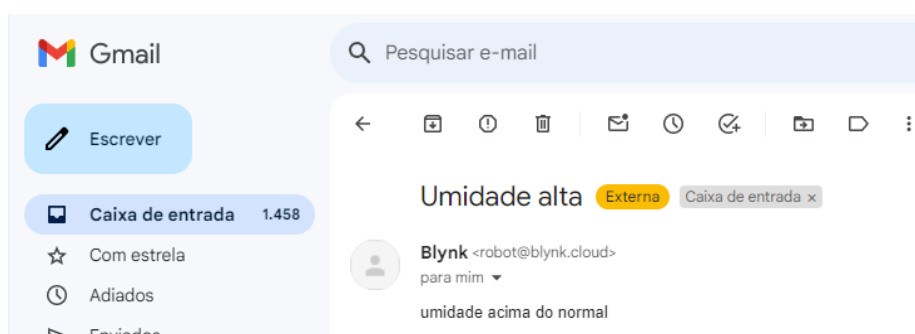 Gmail
Pesquisar e-mail
Escrever
Caixa de entrada 1.458
Com estrela
Adiados
Enviados
Umidade alta Externa Caixa de entrada ×
Blynk <robot@blynk.cloud>
para mim
umidade acima do normal